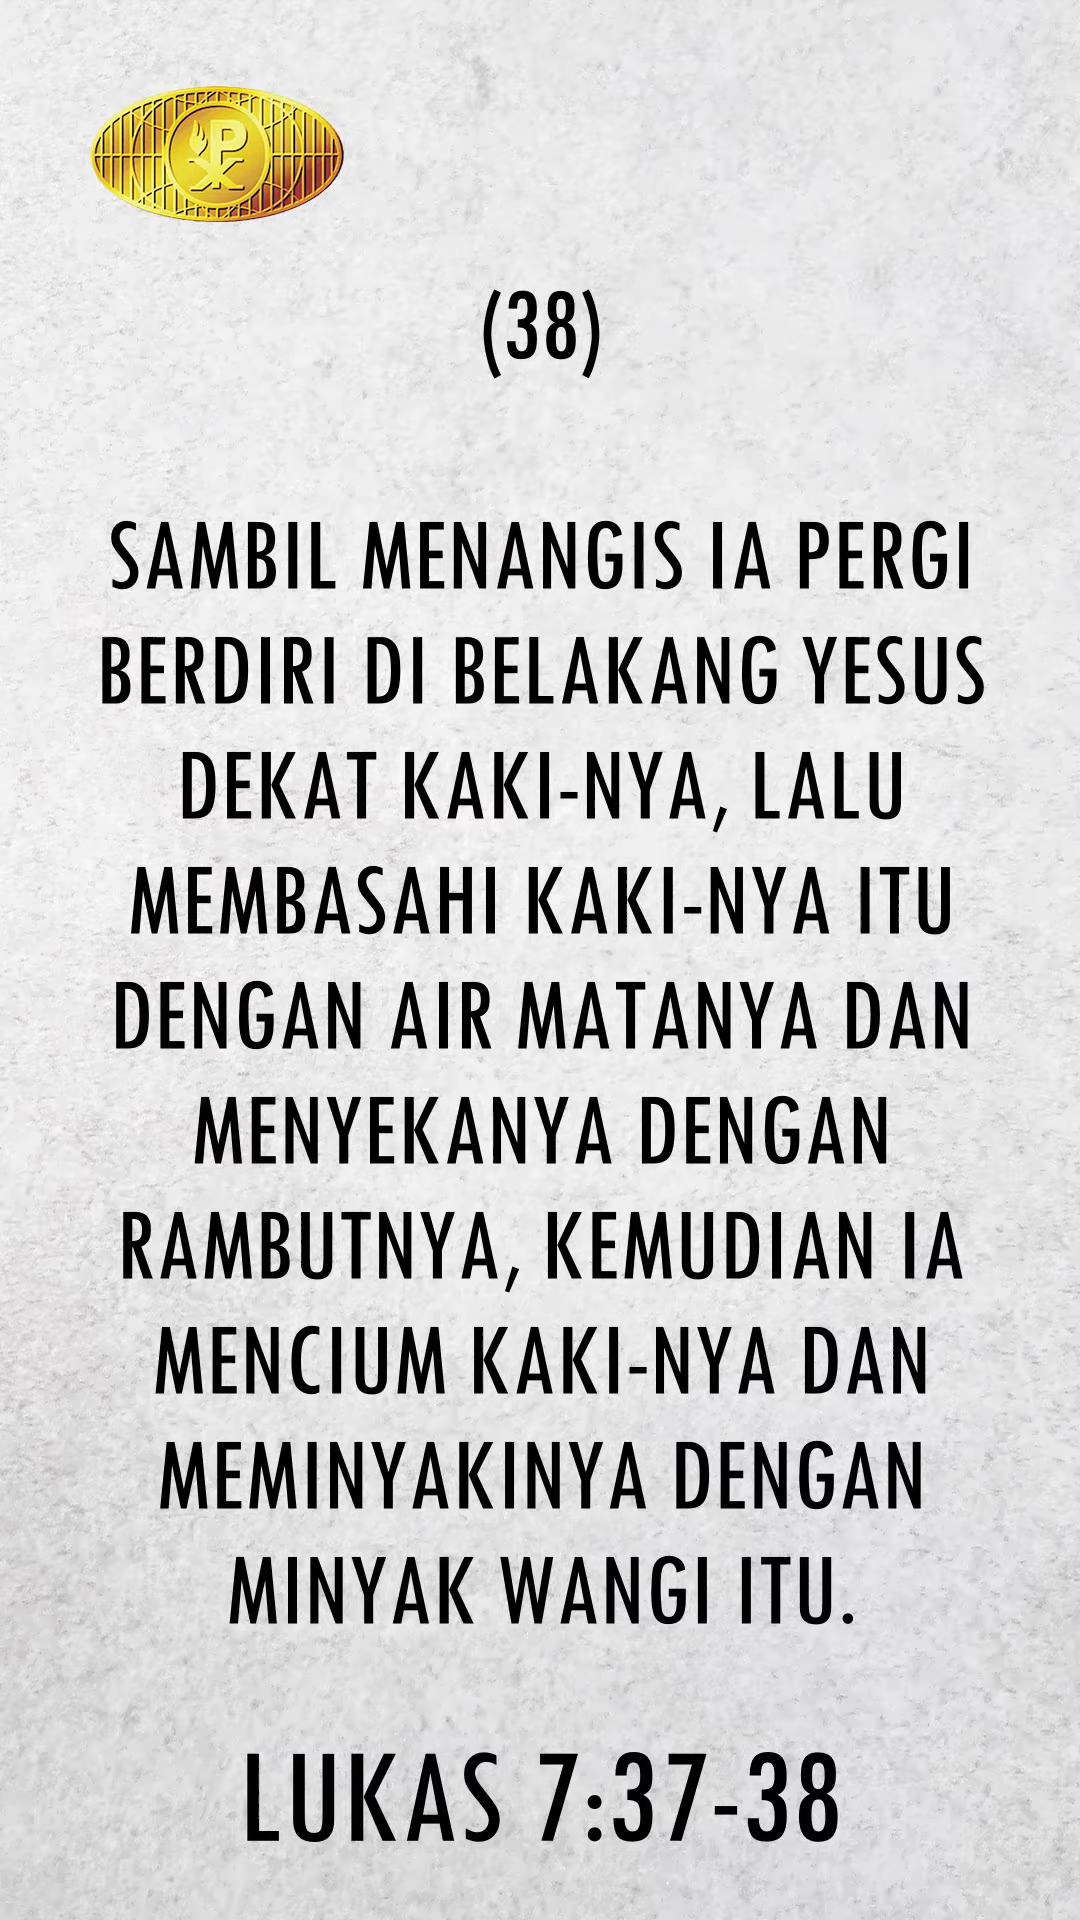 (38)
SAMBIL MENANGIS IA PERGI
BERDIRI DI BELAKANG YESUS
DEKAT KAKI-NYA, LALU
MEMBASAHI KAKI-NYA ITU
DENGAN AIR MATANYA DAN
MENYEKANYA DENGAN
RAMBUTNYA, KEMUDIAN IA
MENCIUM KAKI-NYA DAN
MEMINYAKINYA DENGAN
MINYAK WANGI ITU.
LUKAS 7:37-38